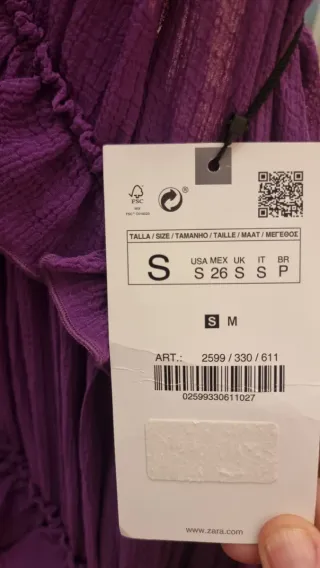 FSC
TALLA / SIZE / TAMANHO / TAILLE / MAAT / ΜΕΓΕΘΟΣ
S
USA MEX UK IT BR
S 26 S S P
S M
ART.: 2599 / 330 / 611
02599330611027
www.zara.com